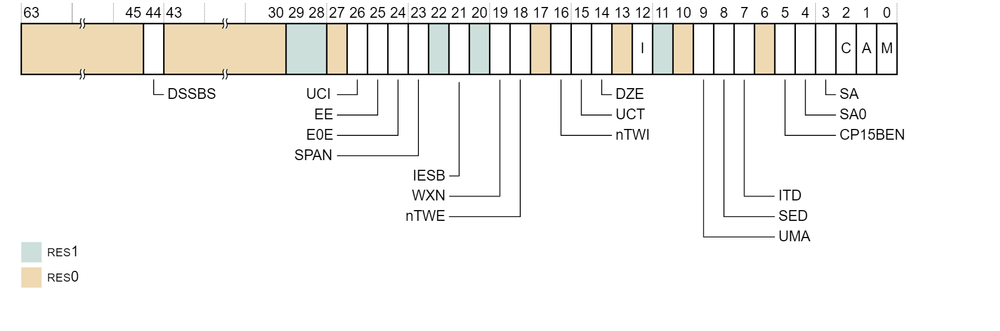 63 45 44 43 30 29 28 27 26 25 24 23 22 21 20 19 18 17 16 15 14 13 12 11 10 9 8 7 6 5 4 3 2 1 0
I C A M
DSSBS UCI DZE SA
EE UCT SA0
E0E nTWI CP15BEN
SPAN
IESB
WXN ITD
nTWE SED
UMA
RES1
RES0